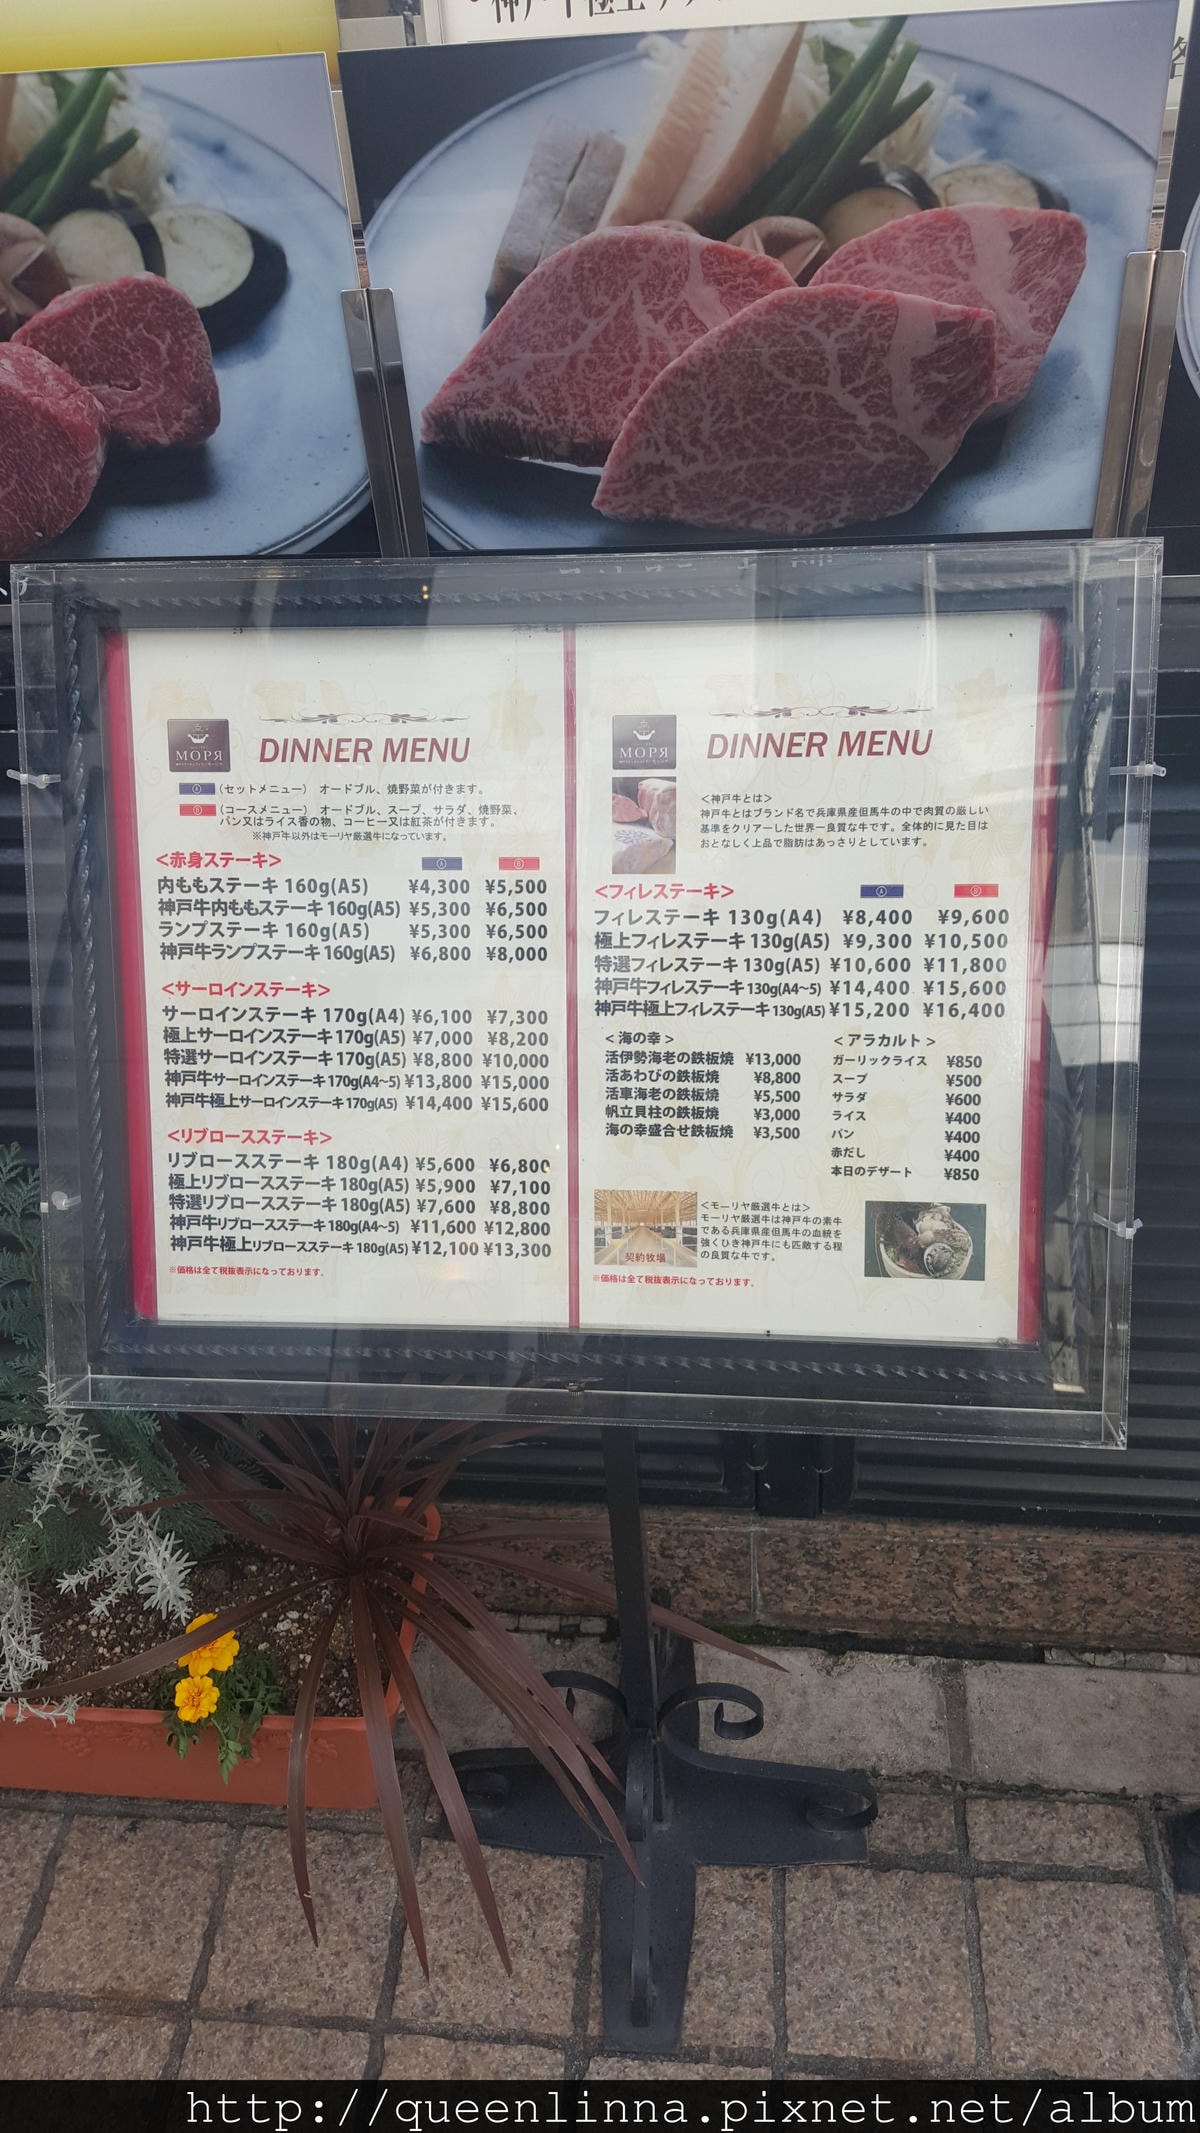 МОРЯ
DINNER MENU
A (セットメニュー) オードブル、焼野菜が付きます。
B (コースメニュー) オードブル、スープ、サラダ、焼野菜、
パン又はライス香の物、コーヒー又は紅茶が付きます。
※神戸牛以外はモーリヤ厳選牛になっています。
<赤身ステーキ> A B
内ももステーキ 160g(A5) ¥4,300 ¥5,500
神戸牛内ももステーキ 160g(A5) ¥5,300 ¥6,500
ランプステーキ 160g(A5) ¥5,300 ¥6,500
神戸牛ランプステーキ 160g(A5) ¥6,800 ¥8,000
<サーロインステーキ>
サーロインステーキ 170g(A4) ¥6,100 ¥7,300
極上サーロインステーキ 170g(A5) ¥7,000 ¥8,200
特選サーロインステーキ 170g(A5) ¥8,800 ¥10,000
神戸牛サーロインステーキ 170g(A4~5) ¥13,800 ¥15,000
神戸牛極上サーロインステーキ 170g(A5) ¥14,400 ¥15,600
<リブロースステーキ>
リブロースステーキ 180g(A4) ¥5,600 ¥6,800
極上リブロースステーキ 180g(A5) ¥5,900 ¥7,100
特選リブロースステーキ 180g(A5) ¥7,600 ¥8,800
神戸牛リブロースステーキ 180g(A4~5) ¥11,600 ¥12,800
神戸牛極上リブロースステーキ 180g(A5) ¥12,100 ¥13,300
※価格は全て税抜表示になっております。
МОРЯ
DINNER MENU
<神戸牛とは>
神戸牛とはブランド名で兵庫県産但馬牛の中で肉質の厳しい
基準をクリアーした世界一良質な牛です。全体的に見た目は
おとなしく上品で脂肪はあっさりとしています。
<フィレステーキ> A B
フィレステーキ 130g(A4) ¥8,400 ¥9,600
極上フィレステーキ 130g(A5) ¥9,300 ¥10,500
特選フィレステーキ 130g(A5) ¥10,600 ¥11,800
神戸牛フィレステーキ 130g(A4~5) ¥14,400 ¥15,600
神戸牛極上フィレステーキ 130g(A5) ¥15,200 ¥16,400
<海の幸>
活伊勢海老の鉄板焼 ¥13,000
活あわびの鉄板焼 ¥8,800
活車海老の鉄板焼 ¥5,500
帆立貝柱の鉄板焼 ¥3,000
海の幸盛合せ鉄板焼 ¥3,500
<アラカルト>
ガーリックライス ¥850
スープ ¥500
サラダ ¥600
ライス ¥400
パン ¥400
赤だし ¥400
本日のデザート ¥850
契約牧場
<モーリヤ厳選牛とは>
モーリヤ厳選牛は神戸牛の素牛
である兵庫県産但馬牛の血統を
強くひき神戸牛にも匹敵する程
の良質な牛です。
※価格は全て税抜表示になっております。
http://queenlinna.pixnet.net/album